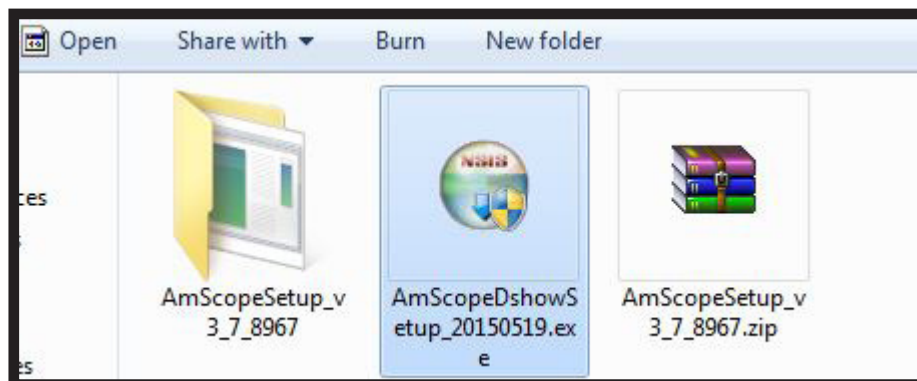 Open Share with Burn New folder
NSIS
ces
s
es
AmScopeSetup_v
3_7_8967
AmScopeDshowS
etup_20150519.ex
e
AmScopeSetup_v
3_7_8967.zip